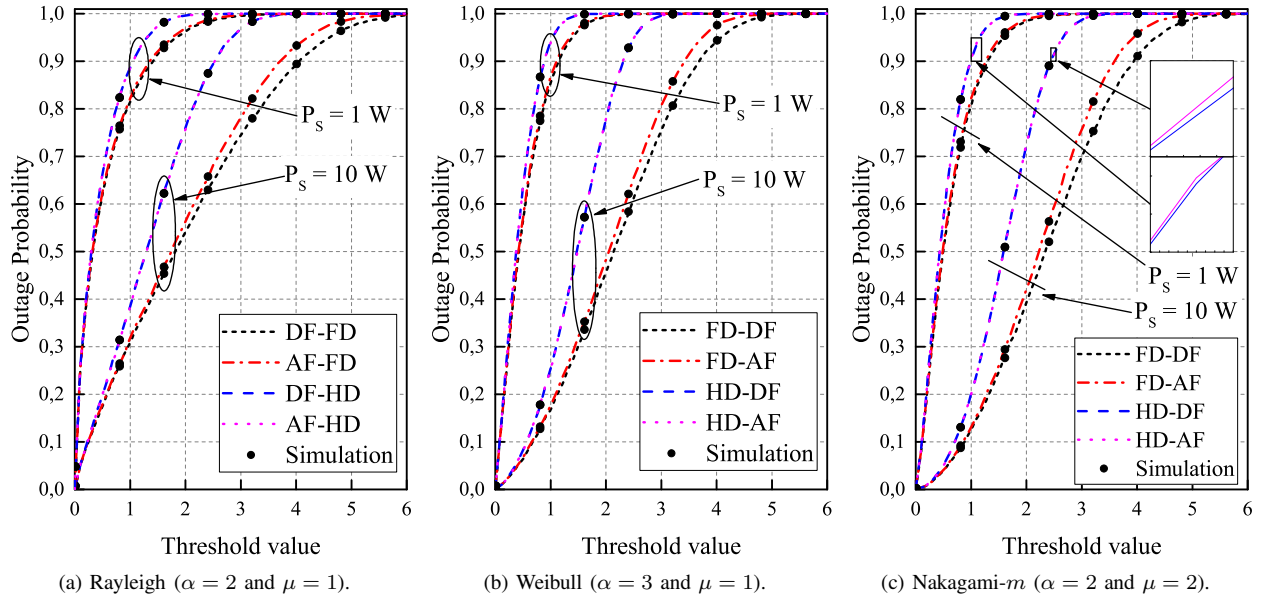 Outage Probability
1,0
0,9
0,8
0,7
0,6
0,5
0,4
0,3
0,2
0,1
0,0
0 1 2 3 4 5 6
Threshold value
P_S = 1 W
P_S = 10 W
DF-FD
AF-FD
DF-HD
AF-HD
Simulation
(a) Rayleigh (α = 2 and μ = 1).
Outage Probability
1,0
0,9
0,8
0,7
0,6
0,5
0,4
0,3
0,2
0,1
0,0
0 1 2 3 4 5 6
Threshold value
P_S = 1 W
P_S = 10 W
FD-DF
FD-AF
HD-DF
HD-AF
Simulation
(b) Weibull (α = 3 and μ = 1).
Outage Probability
1,0
0,9
0,8
0,7
0,6
0,5
0,4
0,3
0,2
0,1
0,0
0 1 2 3 4 5 6
Threshold value
P_S = 1 W
P_S = 10 W
FD-DF
FD-AF
HD-DF
HD-AF
Simulation
(c) Nakagami-m (α = 2 and μ = 2).